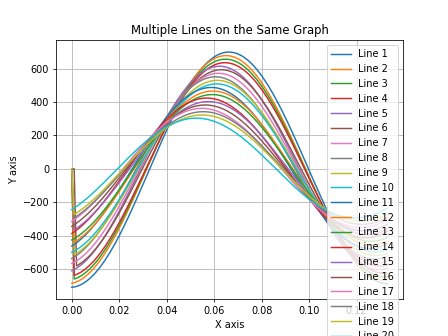 Multiple Lines on the Same Graph
Y axis
600
400
200
0
−200
−400
−600
0.00
0.02
0.04
0.06
0.08
0.10
X axis
Line 1
Line 2
Line 3
Line 4
Line 5
Line 6
Line 7
Line 8
Line 9
Line 10
Line 11
Line 12
Line 13
Line 14
Line 15
Line 16
Line 17
Line 18
Line 19
Line 20